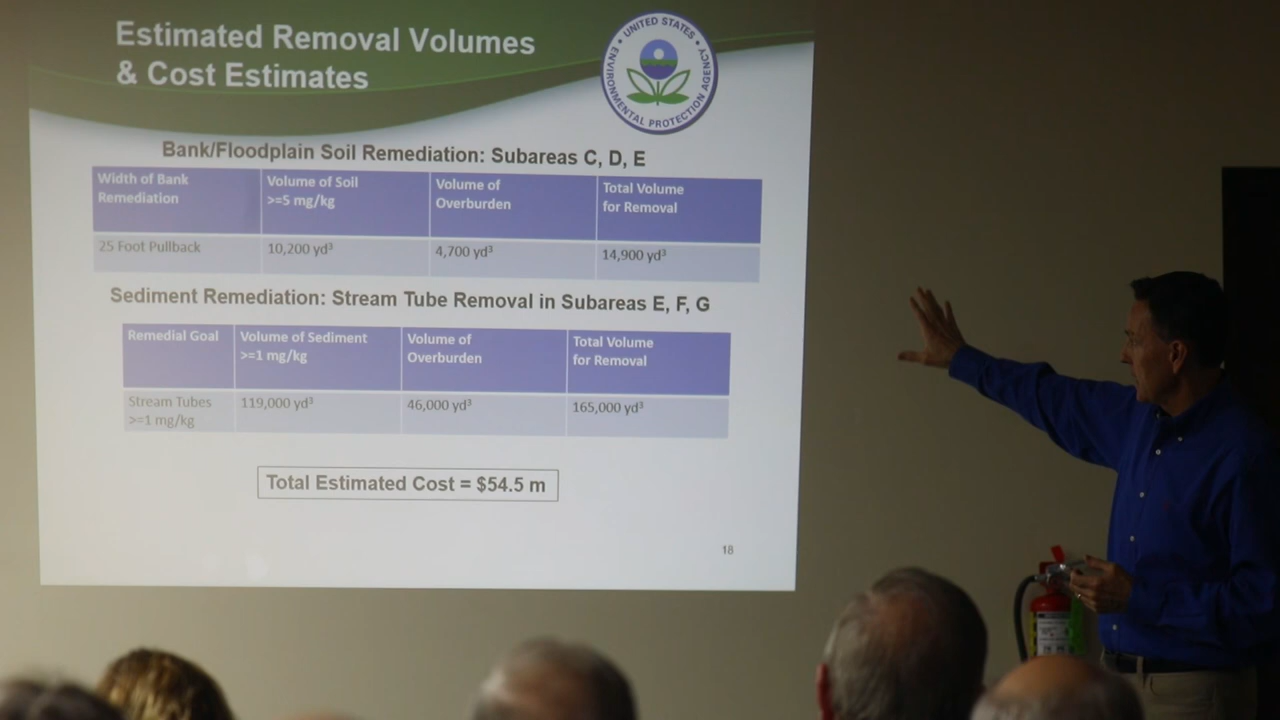 Estimated Removal Volumes
& Cost Estimates
UNITED STATES
ENVIRONMENTAL PROTECTION AGENCY
Bank/Floodplain Soil Remediation: Subareas C, D, E
Width of Bank Remediation
Volume of Soil >=5 mg/kg
Volume of Overburden
Total Volume for Removal
25 Foot Pullback
10,200 yd³
4,700 yd³
14,900 yd³
Sediment Remediation: Stream Tube Removal in Subareas E, F, G
Remedial Goal
Volume of Sediment >=1 mg/kg
Volume of Overburden
Total Volume for Removal
Stream Tubes >=1 mg/kg
119,000 yd³
46,000 yd³
165,000 yd³
Total Estimated Cost = $54.5 m
18